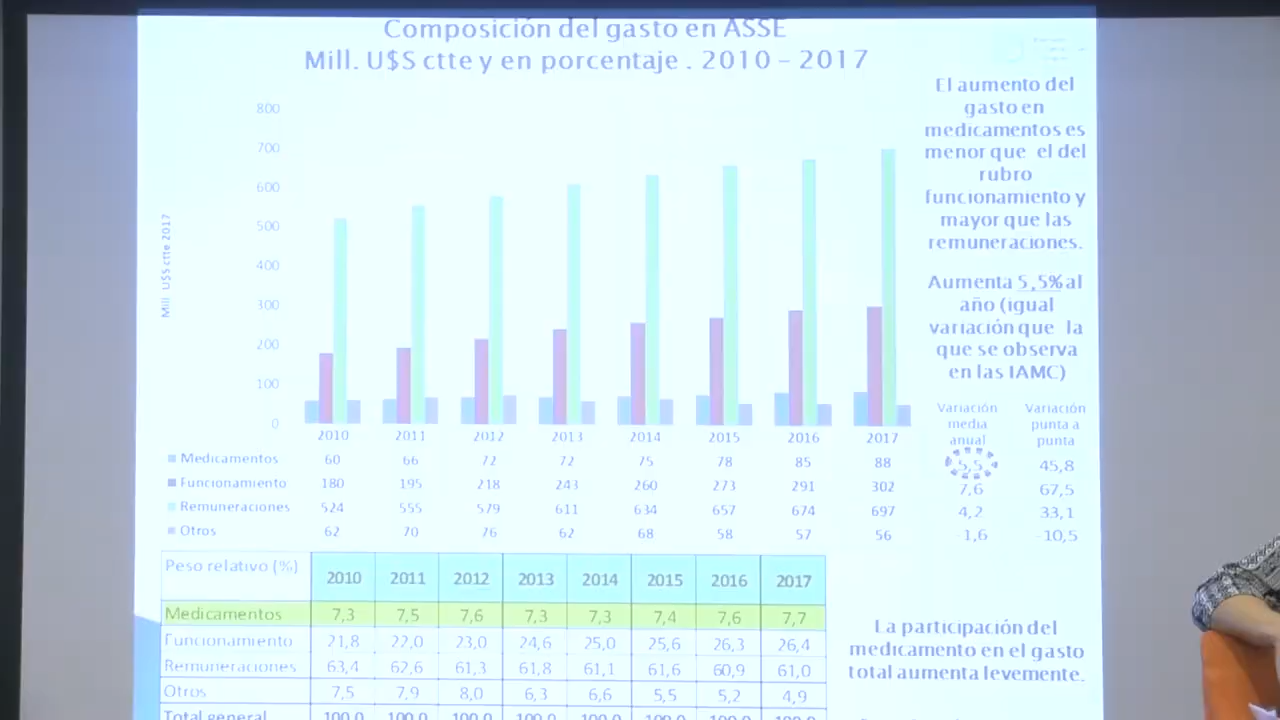 Composición del gasto en ASSE
Mill. U$S ctte y en porcentaje . 2010 – 2017
El aumento del
gasto en
medicamentos es
menor que el del
rubro
funcionamiento y
mayor que las
remuneraciones.
Aumenta 5,5% al
año (igual
variación que la
que se observa
en las IAMC)
800
700
600
500
400
300
200
100
0
Mill. U$S ctte 2017
2010 2011 2012 2013 2014 2015 2016 2017
Variación media anual
Variación punta a punta
Medicamentos 60 66 72 72 75 78 85 88 5,5 45,8
Funcionamiento 180 195 218 243 260 273 291 302 7,6 67,5
Remuneraciones 524 555 579 611 634 657 674 697 4,2 33,1
Otros 62 70 76 62 68 58 57 56 -1,6 -10,5
Peso relativo (%) 2010 2011 2012 2013 2014 2015 2016 2017
Medicamentos 7,3 7,5 7,6 7,3 7,3 7,4 7,6 7,7
Funcionamiento 21,8 22,0 23,0 24,6 25,0 25,6 26,3 26,4
Remuneraciones 63,4 62,6 61,3 61,8 61,1 61,6 60,9 61,0
Otros 7,5 7,9 8,0 6,3 6,6 5,5 5,2 4,9
Total general 100,0 100,0 100,0 100,0 100,0 100,0 100,0 100,0
La participación del
medicamento en el gasto
total aumenta levemente.